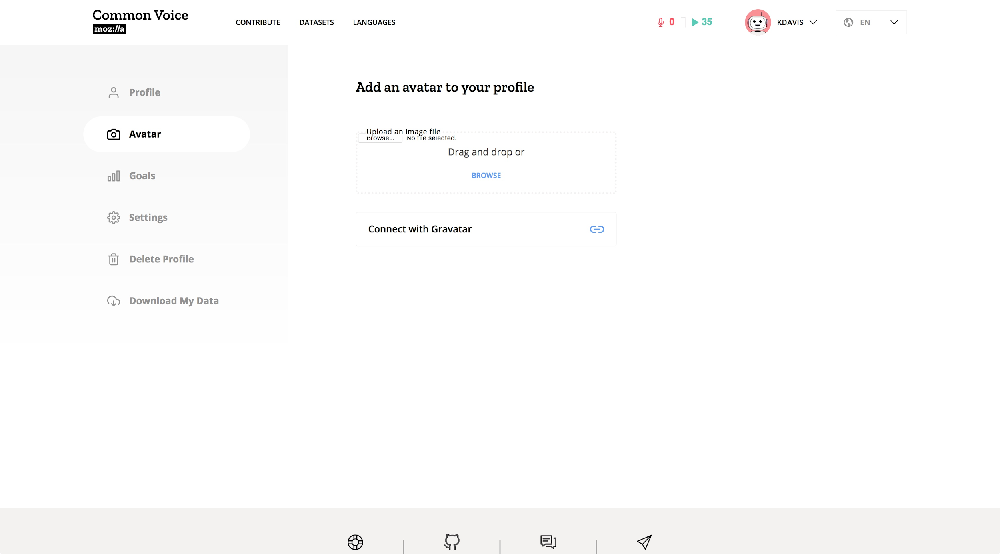 Common Voice
moz://a
CONTRIBUTE
DATASETS
LANGUAGES
0
35
KDAVIS
EN
Profile
Avatar
Goals
Settings
Delete Profile
Download My Data
Add an avatar to your profile
Upload an image file
Browse... No file selected.
Drag and drop or
BROWSE
Connect with Gravatar